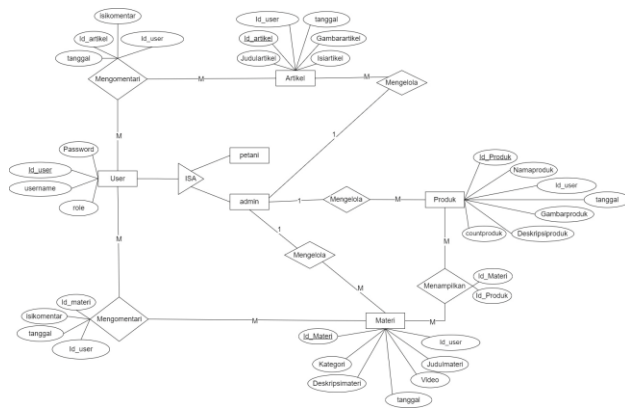 isikomentar
Id_artikel
Id_user
tanggal
Mengomentari
M
M
Id_user
tanggal
Id_artikel
Gambarartikel
Judulartikel
Isiartikel
Artikel
M
Mengelola
1
Password
Id_user
username
role
User
ISA
petani
admin
1
Mengelola
M
Produk
Id_Produk
Namaproduk
Id_user
tanggal
Gambarproduk
Deskripsiproduk
countproduk
1
Mengelola
M
M
Menampilkan
Id_Materi
Id_Produk
M
M
Id_materi
isikomentar
tanggal
Id_user
Mengomentari
M
Materi
Id_Materi
Id_user
Kategori
Judulmateri
Deskripsimateri
Video
tanggal